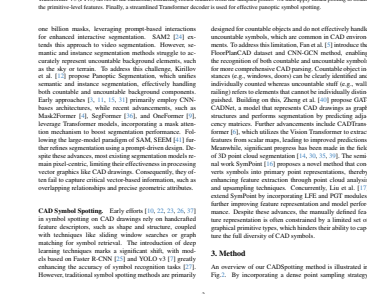 the primitive-level features. Finally, a streamlined Transformer decoder is used for effective panoptic symbol spotting.
one billion masks, leveraging prompt-based interactions
for enhanced interactive segmentation. SAM2 [24] ex-
tends this approach to video segmentation. However, se-
mantic and instance segmentation methods struggle to ac-
curately represent uncountable background elements, such
as the sky or terrain. To address this limitation, Kirillov
et al. [12] propose Panoptic Segmentation, which unifies
semantic and instance segmentation, effectively handling
both countable and uncountable background components.
Early approaches [3, 11, 15, 31] primarily employ CNN-
based architectures, while recent advancements, such as
Mask2Former [4], SegFormer [36], and OneFormer [9],
leverage Transformer models, incorporating a mask atten-
tion mechanism to boost segmentation performance. Fol-
lowing the large-model paradigm of SAM, SEEM [41] fur-
ther refines segmentation using a prompt-driven design. Des-
pite these advances, most existing segmentation models re-
main pixel-centric, limiting their effectiveness in processing
vector graphics like CAD drawings. Consequently, they of-
ten fail to capture critical vector-based information, such as
overlapping relationships and precise geometric attributes.
CAD Symbol Spotting. Early efforts [10, 22, 23, 26, 37]
in symbol spotting on CAD drawings rely on handcrafted
feature descriptors, such as shape and structure, coupled
with techniques like sliding window searches or graph
matching for symbol retrieval. The introduction of deep
learning techniques marks a significant shift, with mod-
els based on Faster R-CNN [25] and YOLO v3 [7] greatly
enhancing the accuracy of symbol recognition tasks [27].
However, traditional symbol spotting methods are primarily
designed for countable objects and do not effectively handle
uncountable symbols, which are common in CAD environ-
ments. To address this limitation, Fan et al. [5] introduce the
FloorPlanCAD dataset and CNN-GCN method, enabling
the recognition of both countable and uncountable symbols
for more comprehensive CAD parsing. Countable object in-
stances (e.g., windows, doors) can be clearly identified and
individually counted whereas uncountable stuff (e.g., wall,
railing) refers to elements that cannot be individually distin-
guished. Building on this, Zheng et al. [40] propose GAT-
CADNet, a model that represents CAD drawings as graph
structures and performs segmentation by predicting adja-
cency matrices. Further advancements include CADTrans-
former [6], which utilizes the Vision Transformer to extract
features from scalar maps, leading to improved predictions.
Meanwhile, significant progress has been made in the field
of 3D point cloud segmentation [14, 30, 35, 39]. The semi-
nal work SymPoint [16] proposes a novel method that con-
verts symbols into primary point representations, thereby
enhancing feature extraction through point cloud analysis
and upsampling techniques. Concurrently, Liu et al. [17]
extend SymPoint by incorporating LFE and PGT modules,
further improving feature representation and model perfor-
mance. Despite these advances, the manually defined fea-
ture representation is often constrained by a limited set of
graphical primitive types, which hinders their ability to cap-
ture the full diversity of CAD symbols.
3. Method
An overview of our CADSpotting method is illustrated in
Fig.2. By incorporating a dense point sampling strategy